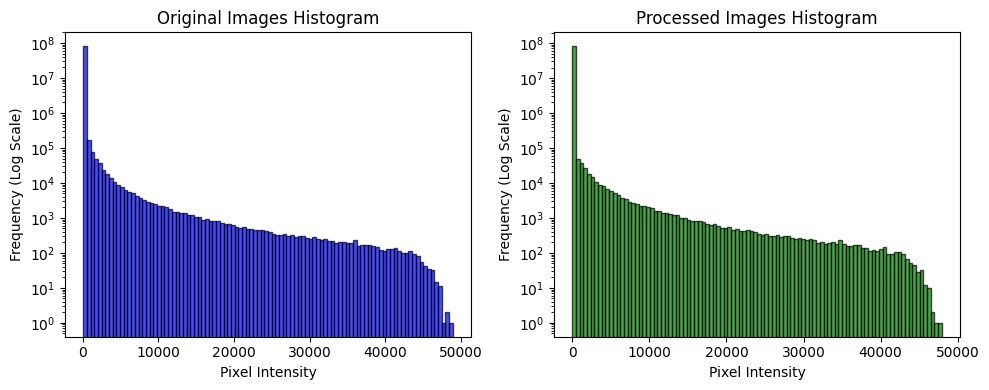 Original Images Histogram
Frequency (Log Scale)
10⁸
10⁷
10⁶
10⁵
10⁴
10³
10²
10¹
10⁰
0 10000 20000 30000 40000 50000
Pixel Intensity
Processed Images Histogram
Frequency (Log Scale)
10⁸
10⁷
10⁶
10⁵
10⁴
10³
10²
10¹
10⁰
0 10000 20000 30000 40000 50000
Pixel Intensity